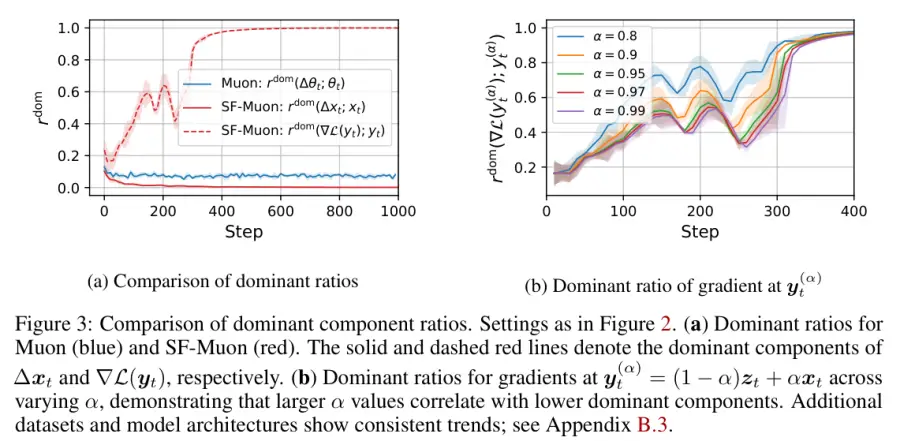 1.0
0.8
0.6
0.4
0.2
0.0
r^dom
0
200
400
600
800
1000
Step
Muon: r^dom(Δθ_t; θ_t)
SF-Muon: r^dom(Δx_t; x_t)
SF-Muon: r^dom(∇ℒ(y_t); y_t)
(a) Comparison of dominant ratios
1.0
0.8
0.6
0.4
0.2
r^dom(∇ℒ(y_t^(α)); y_t^(α))
0
100
200
300
400
Step
α = 0.8
α = 0.9
α = 0.95
α = 0.97
α = 0.99
(b) Dominant ratio of gradient at y_t^(α)
Figure 3: Comparison of dominant component ratios. Settings as in Figure 2. (a) Dominant ratios for
Muon (blue) and SF-Muon (red). The solid and dashed red lines denote the dominant components of
Δx_t and ∇ℒ(y_t), respectively. (b) Dominant ratios for gradients at y_t^(α) = (1 − α)z_t + αx_t across
varying α, demonstrating that larger α values correlate with lower dominant components. Additional
datasets and model architectures show consistent trends; see Appendix B.3.